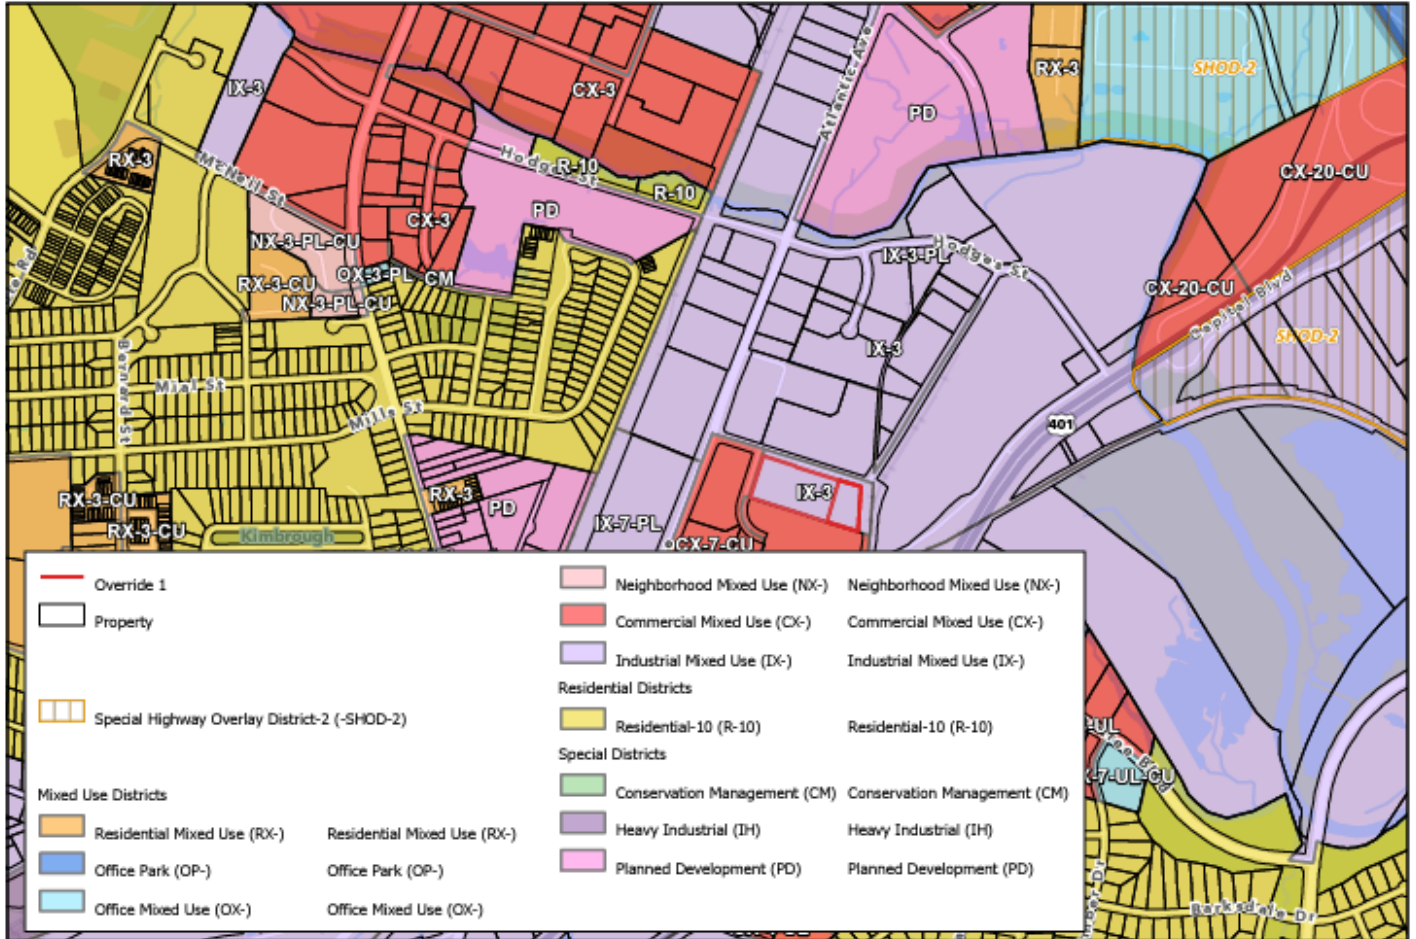 Atlantic Ave
RX-3
SHOD-2
IX-3
CX-3
PD
RX-3
McNeil St
Hodges St
R-10
R-10
CX-20-CU
CX-3
PD
NX-3-PL-CU
OX-3-PL
CM
RX-3-CU
NX-3-PL-CU
IX-3-PL
Hodges St
CX-20-CU
Capital Blvd
SHOD-2
IX-3
Bernard St
Mial St
Mills St
401
RX-3-CU
RX-3-CU
RX-3
PD
IX-3
IX-7-PL
CX-7-CU
Kimbrough
Override 1
Property
Special Highway Overlay District-2 (-SHOD-2)
Mixed Use Districts
Residential Mixed Use (RX-) Residential Mixed Use (RX-)
Office Park (OP-) Office Park (OP-)
Office Mixed Use (OX-) Office Mixed Use (OX-)
Neighborhood Mixed Use (NX-) Neighborhood Mixed Use (NX-)
Commercial Mixed Use (CX-) Commercial Mixed Use (CX-)
Industrial Mixed Use (IX-) Industrial Mixed Use (IX-)
Residential Districts
Residential-10 (R-10) Residential-10 (R-10)
Special Districts
Conservation Management (CM) Conservation Management (CM)
Heavy Industrial (IH) Heavy Industrial (IH)
Planned Development (PD) Planned Development (PD)
-UL
-7-UL-CU
Barksdale Dr